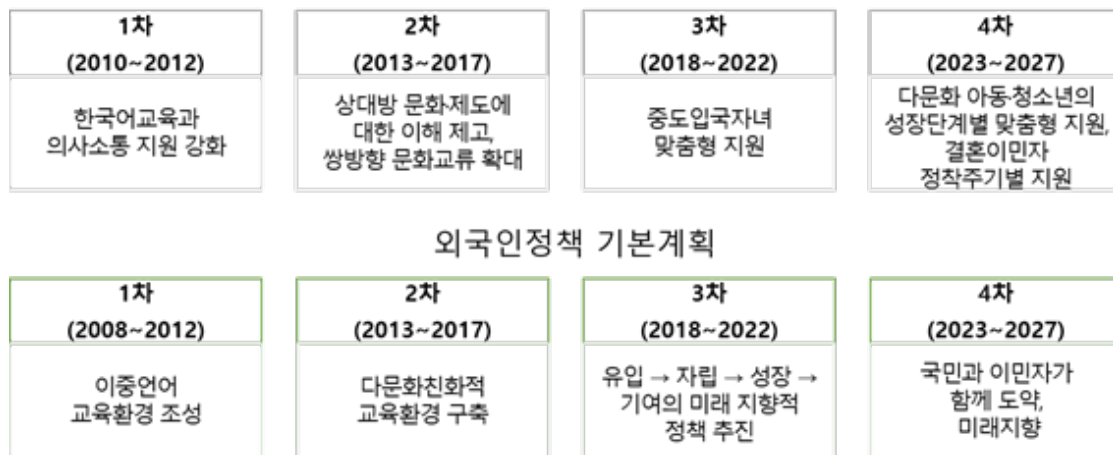 1차
(2010~2012)
한국어교육과
의사소통 지원 강화
2차
(2013~2017)
상대방 문화·제도에
대한 이해 제고,
쌍방향 문화교류 확대
3차
(2018~2022)
중도입국자녀
맞춤형 지원
4차
(2023~2027)
다문화 아동·청소년의
성장단계별 맞춤형 지원,
결혼이민자
정착주기별 지원
외국인정책 기본계획
1차
(2008~2012)
이중언어
교육환경 조성
2차
(2013~2017)
다문화친화적
교육환경 구축
3차
(2018~2022)
유입 → 자립 → 성장 →
기여의 미래 지향적
정책 추진
4차
(2023~2027)
국민과 이민자가
함께 도약,
미래지향